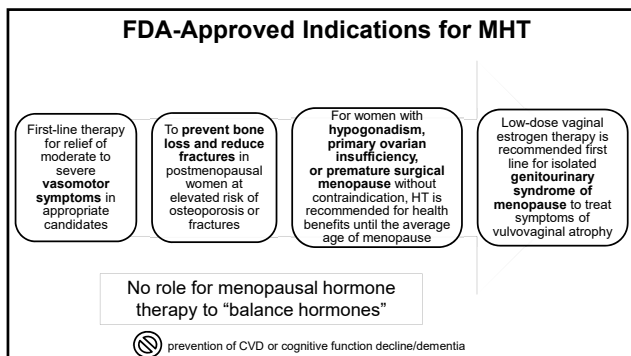 FDA-Approved Indications for MHT
First-line therapy
for relief of
moderate to
severe
vasomotor
symptoms in
appropriate
candidates
To prevent bone
loss and reduce
fractures in
postmenopausal
women at
elevated risk of
osteoporosis or
fractures
For women with
hypogonadism,
primary ovarian
insufficiency,
or premature surgical
menopause without
contraindication, HT is
recommended for health
benefits until the average
age of menopause
Low-dose vaginal
estrogen therapy is
recommended first
line for isolated
genitourinary
syndrome of
menopause to treat
symptoms of
vulvovaginal atrophy
No role for menopausal hormone
therapy to “balance hormones”
prevention of CVD or cognitive function decline/dementia